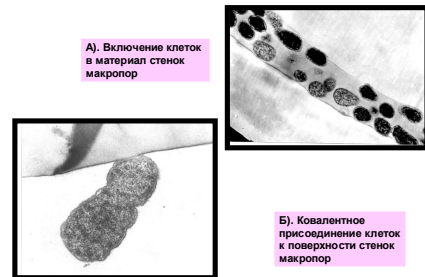 А). Включение клеток
в материал стенок
макропор
Б). Ковалентное
присоединение клеток
к поверхности стенок
макропор